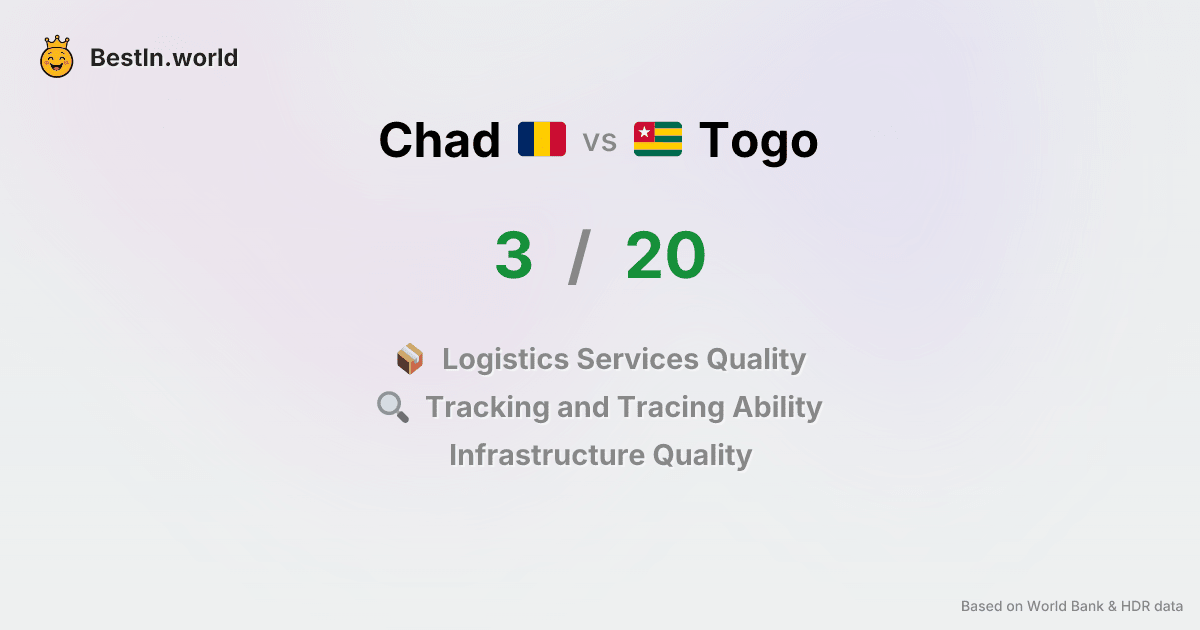 BestIn.world
Chad vs Togo
3 / 20
Logistics Services Quality
Tracking and Tracing Ability
Infrastructure Quality
Based on World Bank & HDR data